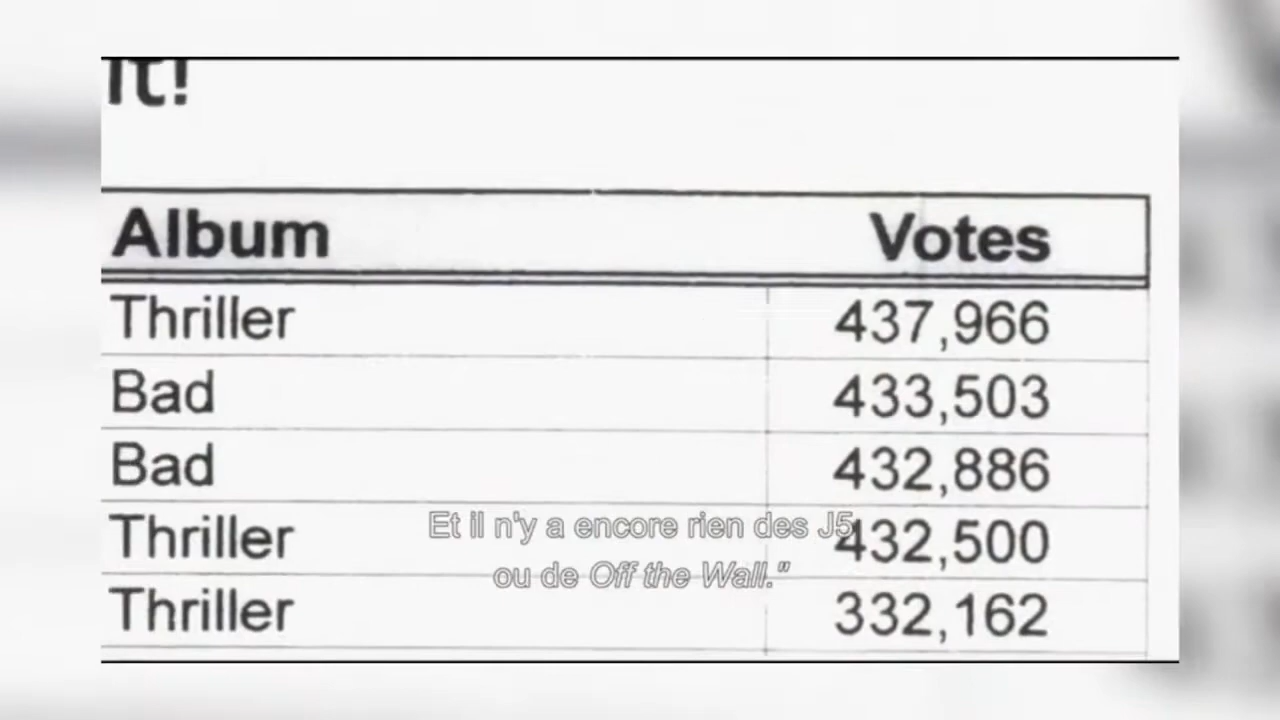 It!
Album Votes
Thriller 437,966
Bad 433,503
Bad 432,886
Thriller 432,500
Thriller 332,162
Et il n'y a encore rien des J5
ou de Off the Wall."